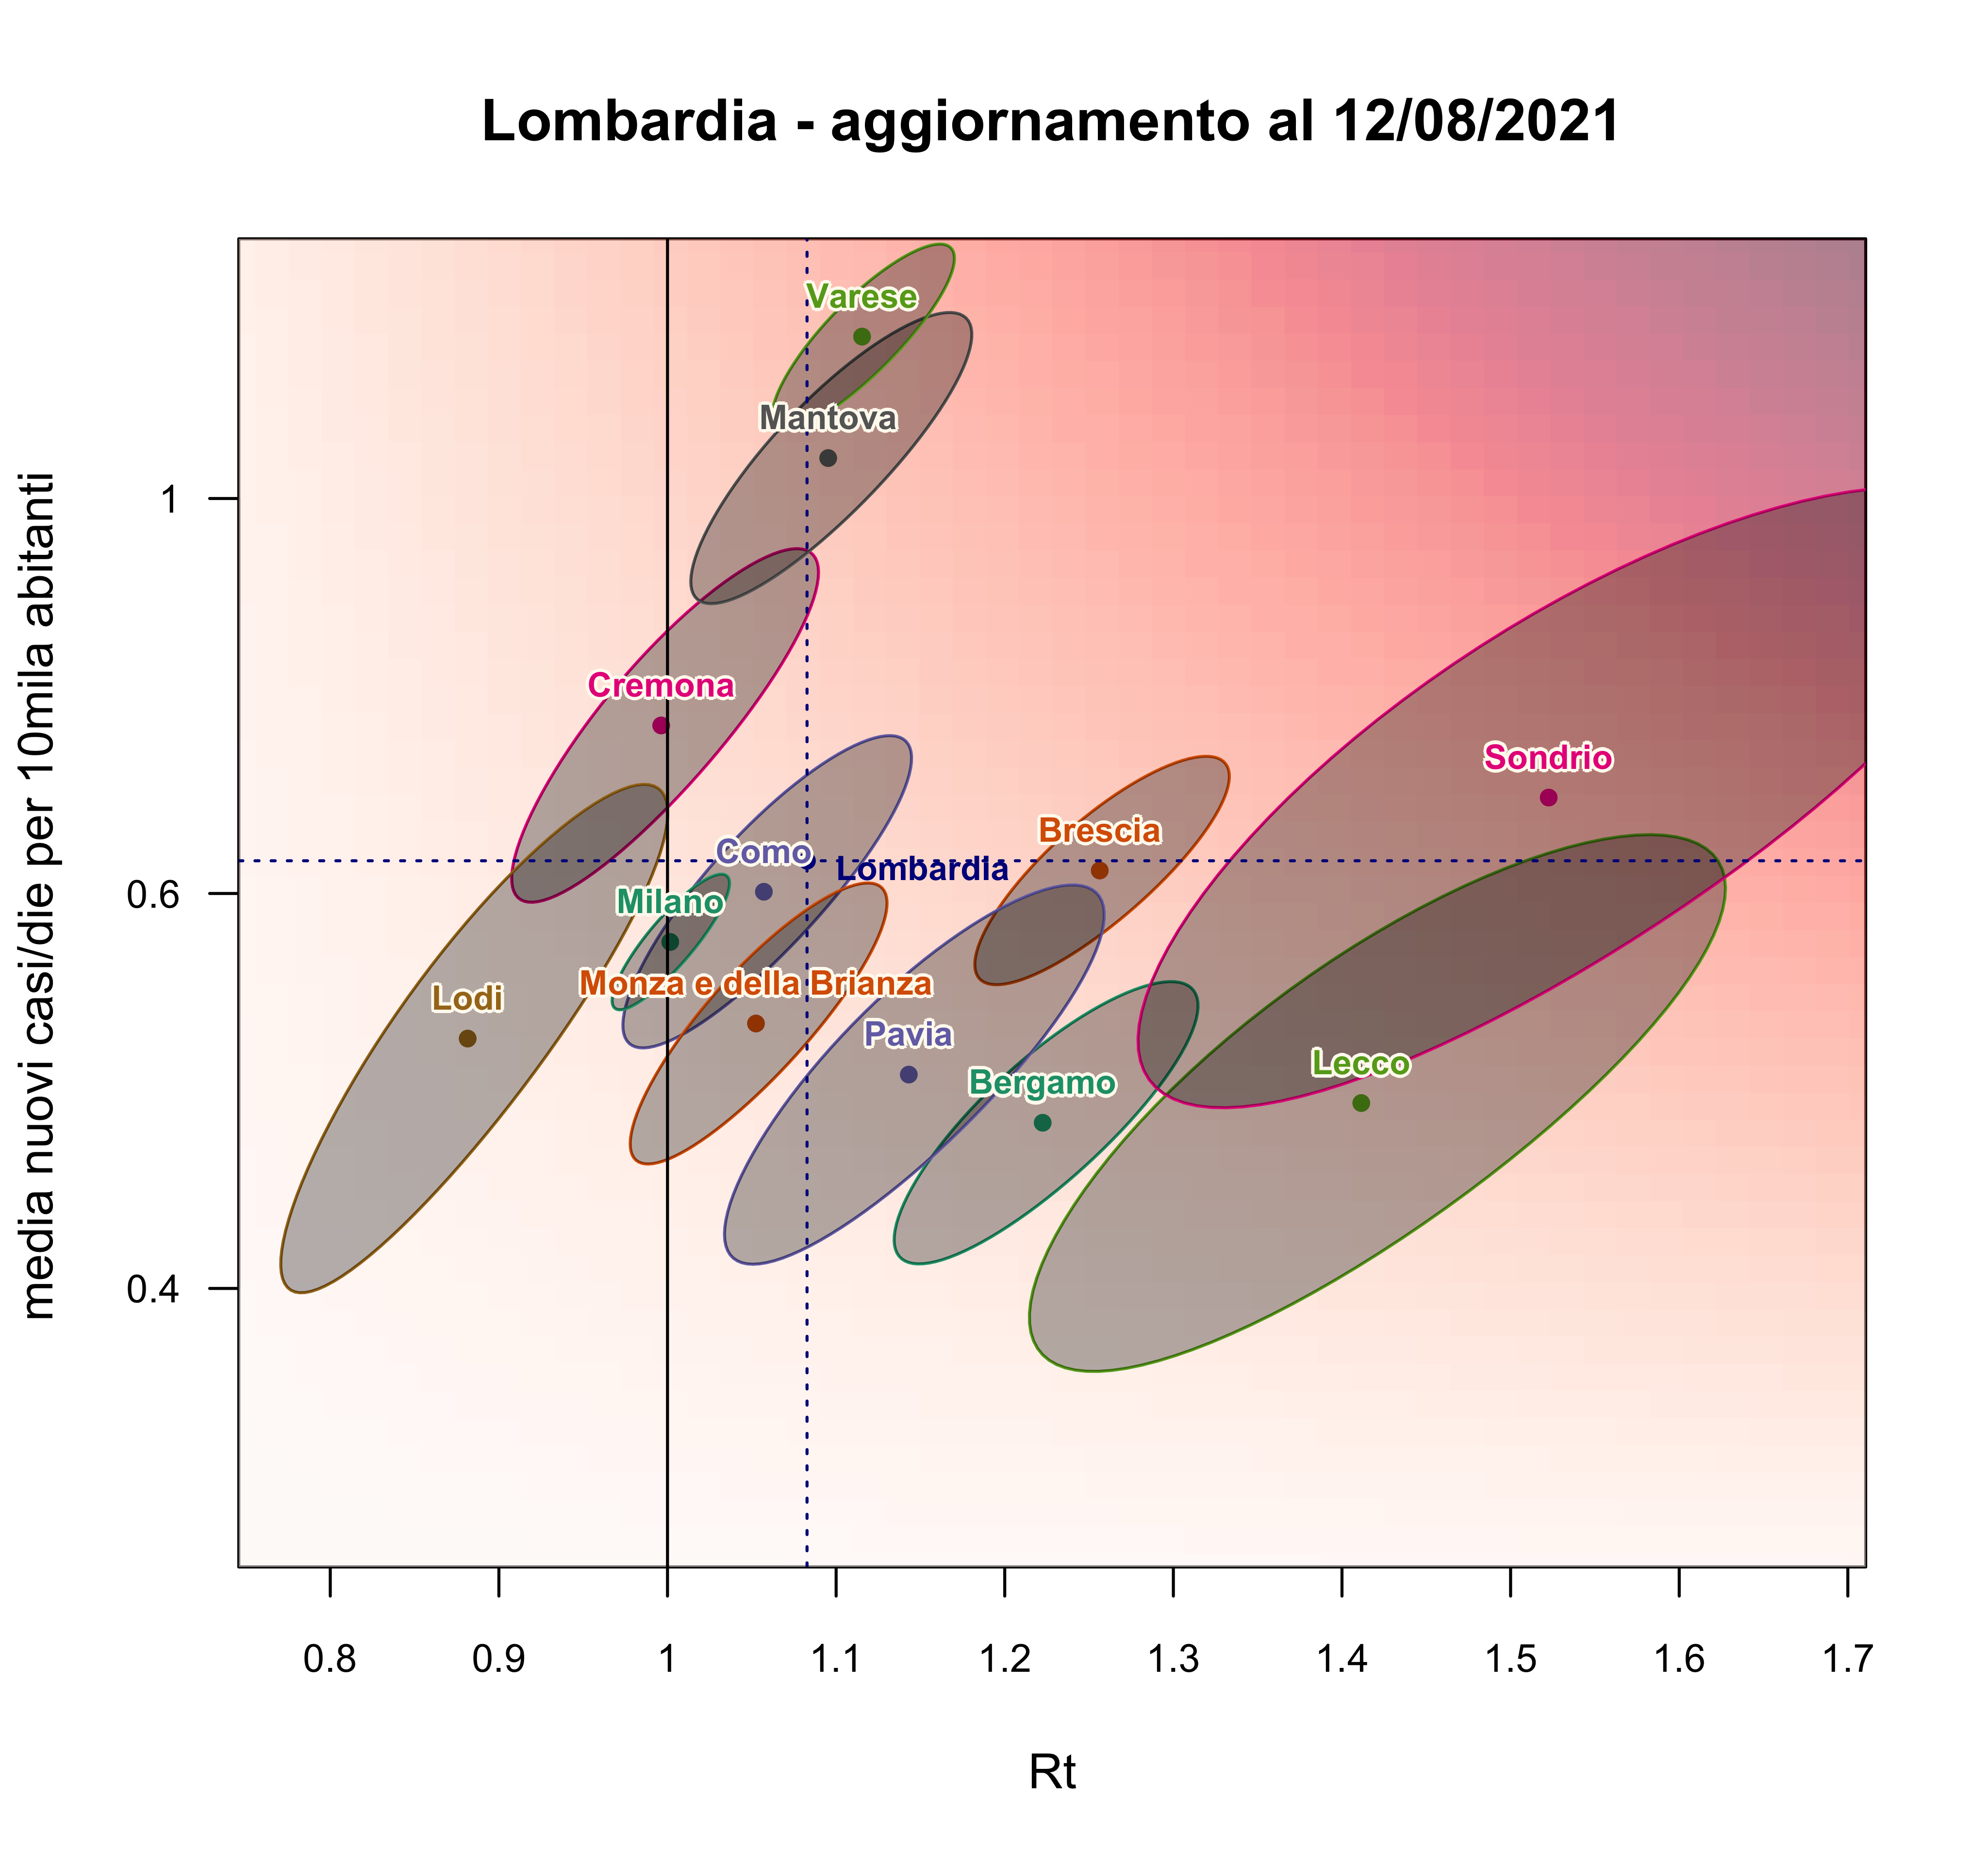 Lombardia - aggiornamento al 12/08/2021
media nuovi casi/die per 10mila abitanti
1
0.6
0.4
Varese
Mantova
Cremona
Sondrio
Brescia
Como
Lombardia
Milano
Monza e della Brianza
Lodi
Pavia
Lecco
Bergamo
0.8 0.9 1 1.1 1.2 1.3 1.4 1.5 1.6 1.7
Rt